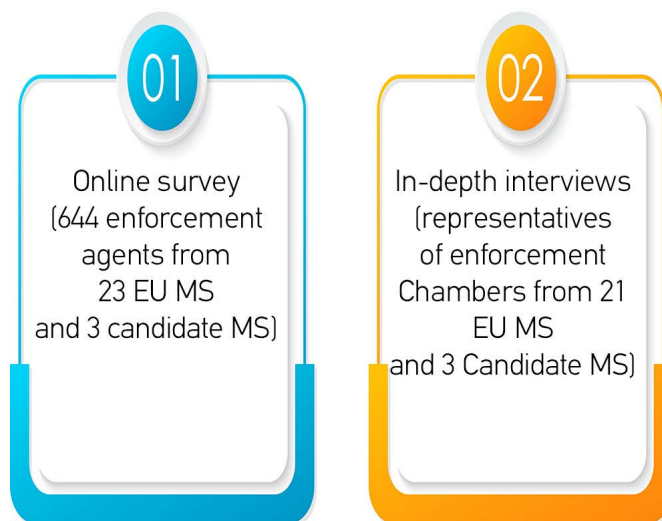 01
Online survey
(644 enforcement
agents from
23 EU MS
and 3 candidate MS)
02
In-depth interviews
(representatives
of enforcement
Chambers from 21
EU MS
and 3 Candidate MS)